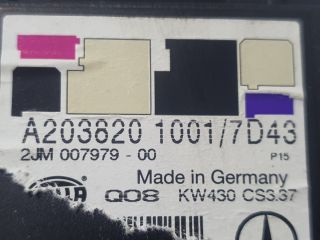 A203820 1001/7D43
2JM 007979 - 00 P15
Made in Germany
Q08 KW430 CS3.37